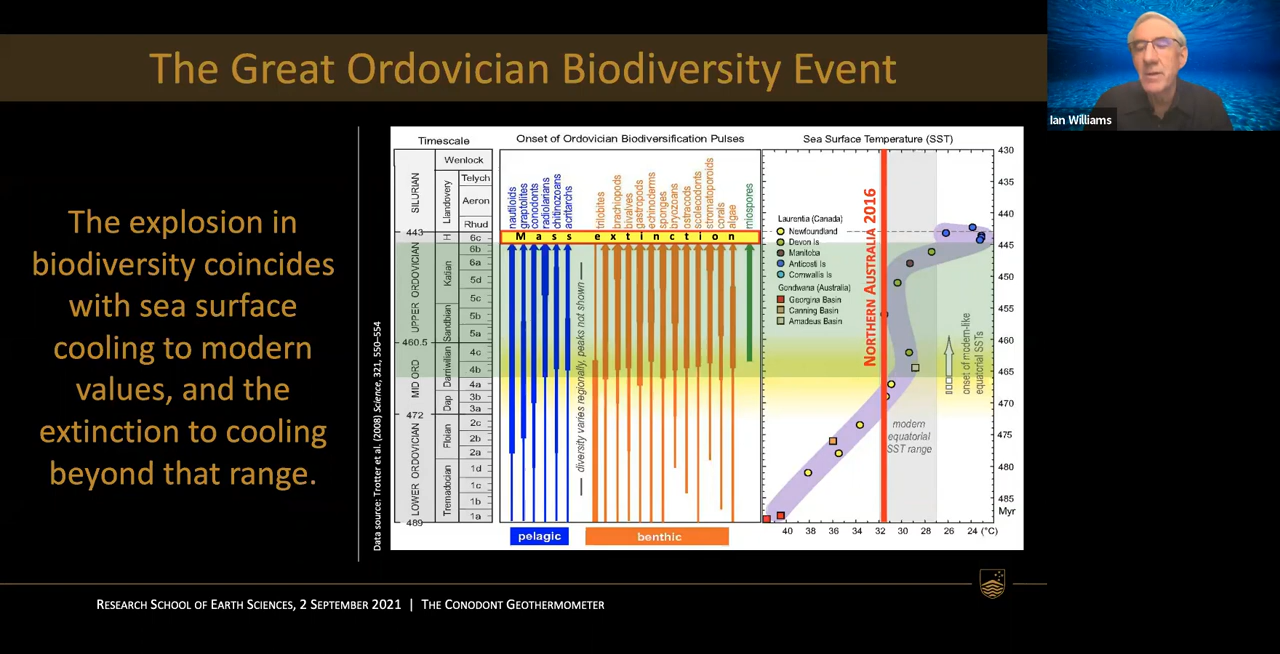 The Great Ordovician Biodiversity Event
Ian Williams
The explosion in
biodiversity coincides
with sea surface
cooling to modern
values, and the
extinction to cooling
beyond that range.
Data source: Trotter et al. (2008) Science, 321, 550–554
Timescale
Onset of Ordovician Biodiversification Pulses
Sea Surface Temperature (SST)
SILURIAN
UPPER ORDOVICIAN
MID ORD
LOWER ORDOVICIAN
443
460.5
472
489
Wenlock
Llandovery
Telych
Aeron
Rhud
H
Katian
Sandbian
Darriwilian
Dap
Floian
Tremadocian
6c
6b
6a
5d
5c
5b
5a
4c
4b
4a
3b
3a
2c
2b
2a
1d
1c
1b
1a
nautiloids
graptolites
conodonts
radiolarians
chitinozoans
acritarchs
trilobites
brachiopods
bivalves
gastropods
echinoderms
sponges
bryozoans
ostracods
scolecodonts
stromatoporoids
corals
algae
miospores
Mass extinction
diversity varies regionally, peaks not shown
pelagic
benthic
Laurentia (Canada)
Newfoundland
Devon Is
Manitoba
Anticosti Is
Cornwallis Is
Gondwana (Australia)
Georgina Basin
Canning Basin
Amadeus Basin
NORTHERN AUSTRALIA 2016
onset of modern-like
equatorial SSTs
modern
equatorial
SST range
430
435
440
445
450
455
460
465
470
475
480
485
Myr
40 38 36 34 32 30 28 26 24 (°C)
RESEARCH SCHOOL OF EARTH SCIENCES, 2 SEPTEMBER 2021 | THE CONODONT GEOTHERMOMETER